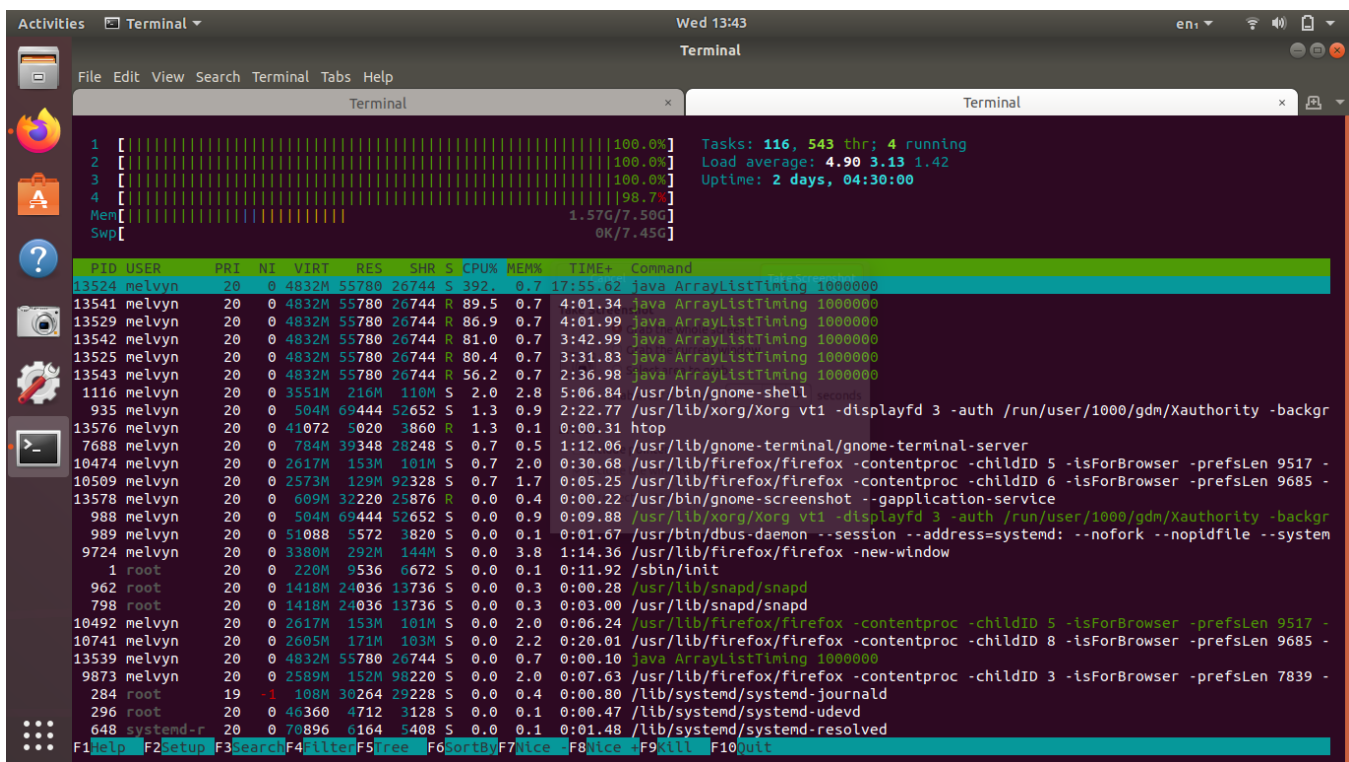 Activities Terminal Wed 13:43 en₁
Terminal
File Edit View Search Terminal Tabs Help
Terminal × Terminal ×
1 [||||||||||||||||||||||||||||||||||||||||||||100.0%] Tasks: 116, 543 thr; 4 running
2 [||||||||||||||||||||||||||||||||||||||||||||100.0%] Load average: 4.90 3.13 1.42
3 [||||||||||||||||||||||||||||||||||||||||||||100.0%] Uptime: 2 days, 04:30:00
4 [|||||||||||||||||||||||||||||||||||||||||||||98.7%]
Mem[|||||||||||||||||||| 1.57G/7.50G]
Swp[ 0K/7.45G]
PID USER PRI NI VIRT RES SHR S CPU% MEM% TIME+ Command
Take Screenshot
13524 melvyn 20 0 4832M 55780 26744 S 392. 0.7 17:55.62 java ArrayListTiming 1000000
13541 melvyn 20 0 4832M 55780 26744 R 89.5 0.7 4:01.34 java ArrayListTiming 1000000
13529 melvyn 20 0 4832M 55780 26744 R 86.9 0.7 4:01.99 java ArrayListTiming 1000000
13542 melvyn 20 0 4832M 55780 26744 R 81.0 0.7 3:42.99 java ArrayListTiming 1000000
13525 melvyn 20 0 4832M 55780 26744 R 80.4 0.7 3:31.83 java ArrayListTiming 1000000
13543 melvyn 20 0 4832M 55780 26744 R 56.2 0.7 2:36.98 java ArrayListTiming 1000000
1116 melvyn 20 0 3551M 216M 110M S 2.0 2.8 5:06.84 /usr/bin/gnome-shell seconds
935 melvyn 20 0 504M 69444 52652 S 1.3 0.9 2:22.77 /usr/lib/xorg/Xorg vt1 -displayfd 3 -auth /run/user/1000/gdm/Xauthority -backgr
13576 melvyn 20 0 41072 5020 3860 R 1.3 0.1 0:00.31 htop
7688 melvyn 20 0 784M 39348 28248 S 0.7 0.5 1:12.06 /usr/lib/gnome-terminal/gnome-terminal-server
10474 melvyn 20 0 2617M 153M 101M S 0.7 2.0 0:30.68 /usr/lib/firefox/firefox -contentproc -childID 5 -isForBrowser -prefsLen 9517 -
10509 melvyn 20 0 2573M 129M 92328 S 0.7 1.7 0:05.25 /usr/lib/firefox/firefox -contentproc -childID 6 -isForBrowser -prefsLen 9685 -
13578 melvyn 20 0 609M 32220 25876 R 0.0 0.4 0:00.22 /usr/bin/gnome-screenshot --gapplication-service
988 melvyn 20 0 504M 69444 52652 S 0.0 0.9 0:09.88 /usr/lib/xorg/Xorg vt1 -displayfd 3 -auth /run/user/1000/gdm/Xauthority -backgr
989 melvyn 20 0 51088 5572 3820 S 0.0 0.1 0:01.67 /usr/bin/dbus-daemon --session --address=systemd: --nofork --nopidfile --system
9724 melvyn 20 0 3380M 292M 144M S 0.0 3.8 1:14.36 /usr/lib/firefox/firefox -new-window
1 root 20 0 220M 9536 6672 S 0.0 0.1 0:11.92 /sbin/init
962 root 20 0 1418M 24036 13736 S 0.0 0.3 0:00.28 /usr/lib/snapd/snapd
798 root 20 0 1418M 24036 13736 S 0.0 0.3 0:03.00 /usr/lib/snapd/snapd
10492 melvyn 20 0 2617M 153M 101M S 0.0 2.0 0:06.24 /usr/lib/firefox/firefox -contentproc -childID 5 -isForBrowser -prefsLen 9517 -
10741 melvyn 20 0 2605M 171M 103M S 0.0 2.2 0:20.01 /usr/lib/firefox/firefox -contentproc -childID 8 -isForBrowser -prefsLen 9685 -
13539 melvyn 20 0 4832M 55780 26744 S 0.0 0.7 0:00.10 java ArrayListTiming 1000000
9873 melvyn 20 0 2589M 152M 98220 S 0.0 2.0 0:07.63 /usr/lib/firefox/firefox -contentproc -childID 3 -isForBrowser -prefsLen 7839 -
284 root 19 -1 108M 30264 29228 S 0.0 0.4 0:00.80 /lib/systemd/systemd-journald
296 root 20 0 46360 4712 3128 S 0.0 0.1 0:00.47 /lib/systemd/systemd-udevd
648 systemd-r 20 0 70896 6164 5408 S 0.0 0.1 0:01.48 /lib/systemd/systemd-resolved
F1Help F2Setup F3SearchF4FilterF5Tree F6SortByF7Nice -F8Nice +F9Kill F10Quit